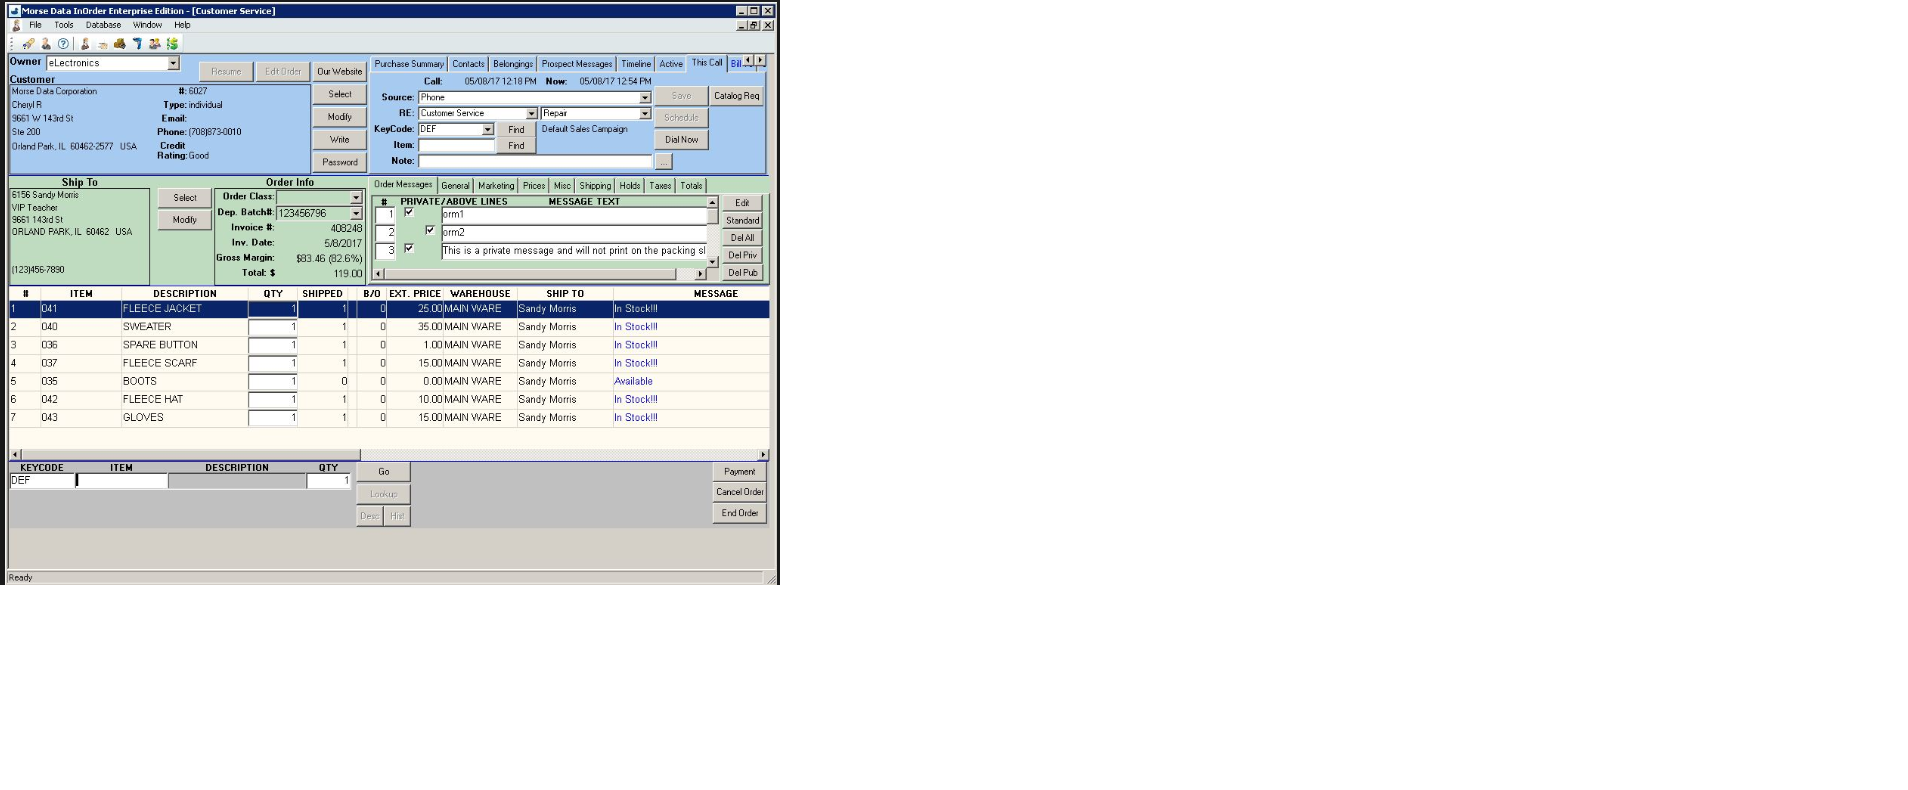 Morse Data InOrder Enterprise Edition - [Customer Service]
File Tools Database Window Help
Owner eLectronics
Resume Edit Order Our Website
Customer
Morse Data Corporation #: 6027
Cheryl R Type: individual
9661 W 143rd St Email:
Ste 200 Phone: (708)873-0010
Orland Park, IL 60462-2577 USA Credit Rating: Good
Select
Modify
Write
Password
Purchase Summary Contacts Belongings Prospect Messages Timeline Active This Call Bill
Call: 05/08/17 12:18 PM Now: 05/08/17 12:54 PM
Source: Phone Save Catalog Req
RE: Customer Service Repair Schedule
KeyCode: DEF Find Default Sales Campaign
Item: Find Dial Now
Note: ...
Ship To
6156 Sandy Morris
VIP Teacher
9661 143rd St
ORLAND PARK, IL 60462 USA
(123)456-7890
Select
Modify
Order Info
Order Class:
Dep. Batch#: 123456796
Invoice #: 408248
Inv. Date: 5/8/2017
Gross Margin: $83.46 (82.6%)
Total: $ 119.00
Order Messages General Marketing Prices Misc Shipping Holds Taxes Totals
# PRIVATE/ABOVE LINES MESSAGE TEXT
1 orm1
2 orm2
3 This is a private message and will not print on the packing sl
Edit
Standard
Del All
Del Priv
Del Pub
# ITEM DESCRIPTION QTY SHIPPED B/O EXT. PRICE WAREHOUSE SHIP TO MESSAGE
1 041 FLEECE JACKET 1 1 0 25.00 MAIN WARE Sandy Morris In Stock!!!
2 040 SWEATER 1 1 0 35.00 MAIN WARE Sandy Morris In Stock!!!
3 036 SPARE BUTTON 1 1 0 1.00 MAIN WARE Sandy Morris In Stock!!!
4 037 FLEECE SCARF 1 1 0 15.00 MAIN WARE Sandy Morris In Stock!!!
5 035 BOOTS 1 0 0 0.00 MAIN WARE Sandy Morris Available
6 042 FLEECE HAT 1 1 0 10.00 MAIN WARE Sandy Morris In Stock!!!
7 043 GLOVES 1 1 0 15.00 MAIN WARE Sandy Morris In Stock!!!
KEYCODE ITEM DESCRIPTION QTY
DEF 1
Go
Lookup
Desc Hist
Payment
Cancel Order
End Order
Ready